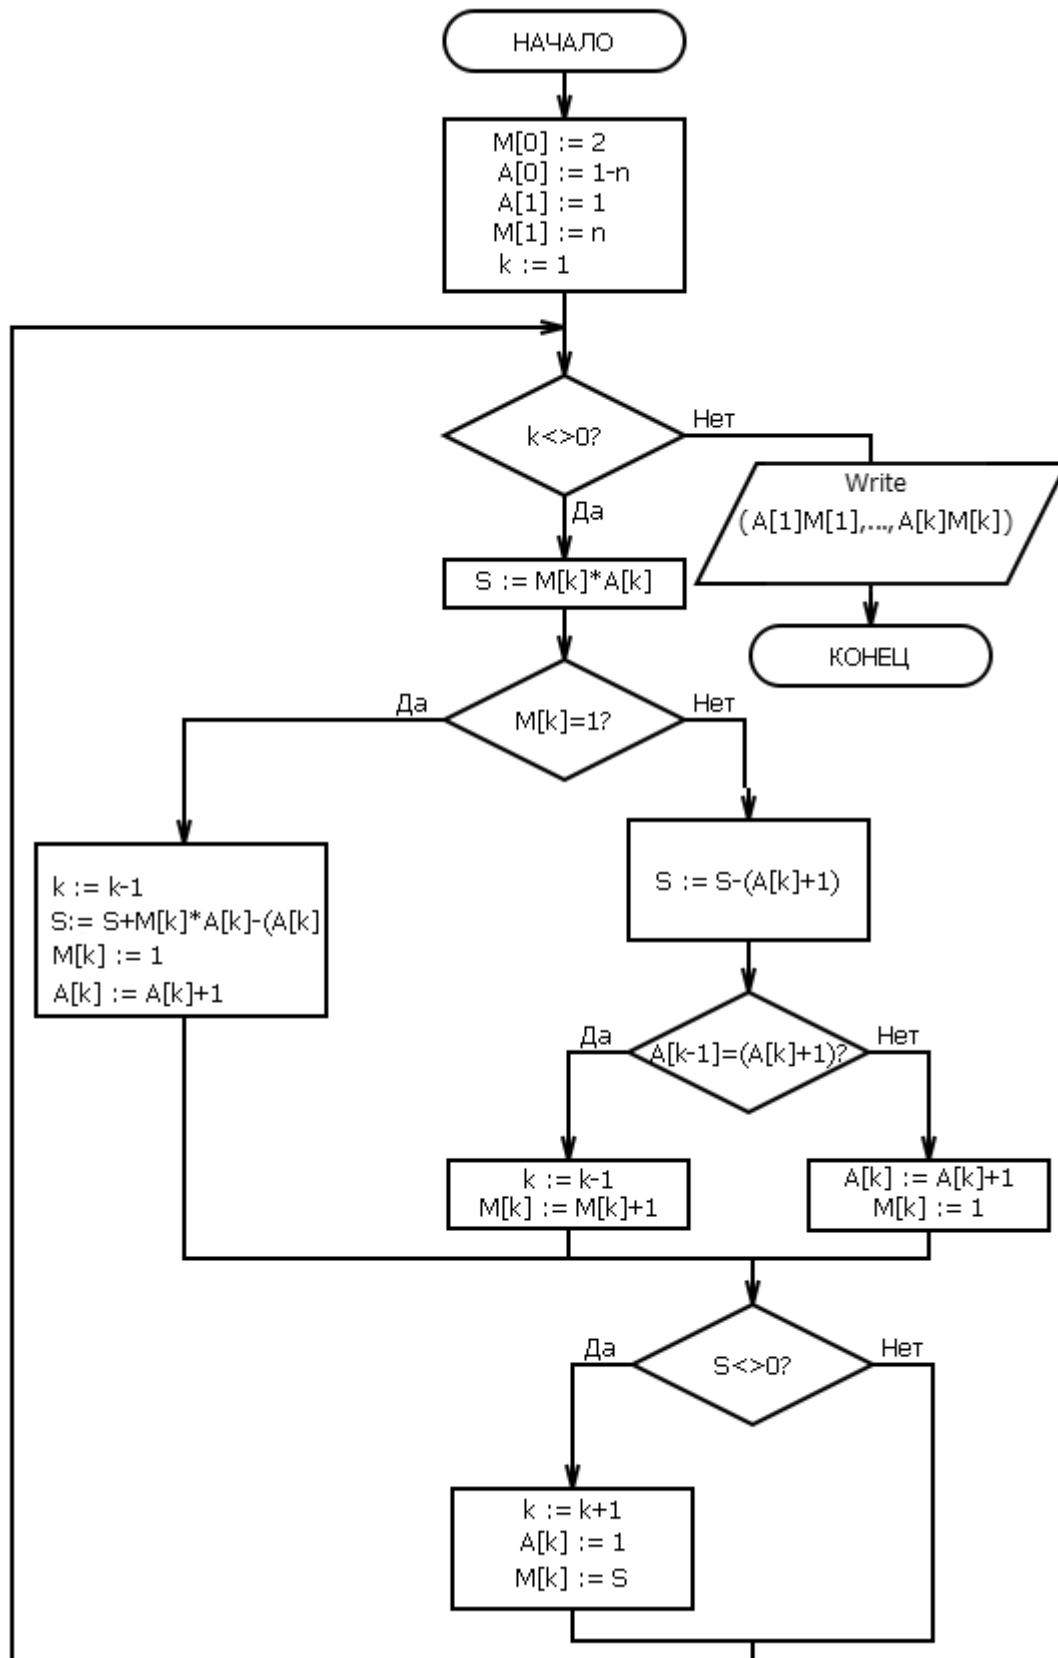 НАЧАЛО
M[0] := 2
A[0] := 1-n
A[1] := 1
M[1] := n
k := 1
k<>0?
Нет
Да
Write
(A[1]M[1],...,A[k]M[k])
S := M[k]*A[k]
КОНЕЦ
Да
M[k]=1?
Нет
k := k-1
S:= S+M[k]*A[k]-(A[k]
M[k] := 1
A[k] := A[k]+1
S := S-(A[k]+1)
Да
A[k-1]=(A[k]+1)?
Нет
k := k-1
M[k] := M[k]+1
A[k] := A[k]+1
M[k] := 1
Да
S<>0?
Нет
k := k+1
A[k] := 1
M[k] := S